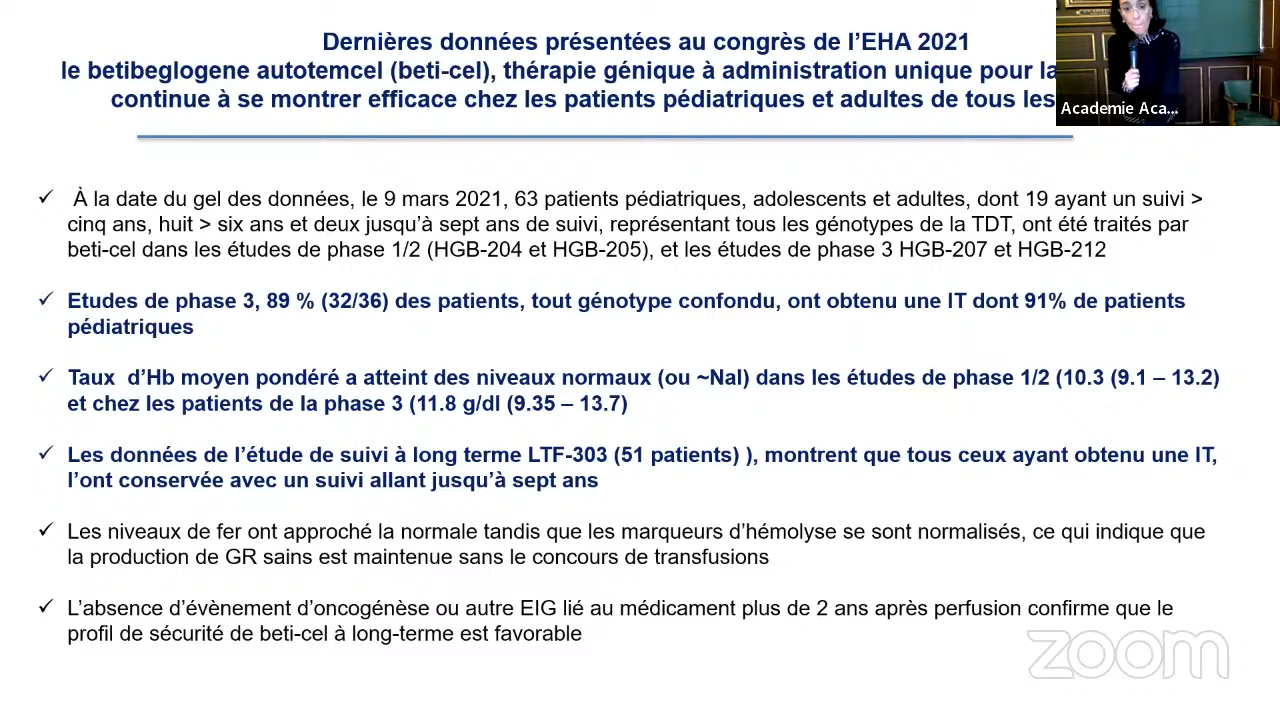 Dernières données présentées au congrès de l’EHA 2021
le betibeglogene autotemcel (beti-cel), thérapie génique à administration unique pour la
continue à se montrer efficace chez les patients pédiatriques et adultes de tous les
Academie Aca...
✓ À la date du gel des données, le 9 mars 2021, 63 patients pédiatriques, adolescents et adultes, dont 19 ayant un suivi >
cinq ans, huit > six ans et deux jusqu’à sept ans de suivi, représentant tous les génotypes de la TDT, ont été traités par
beti-cel dans les études de phase 1/2 (HGB-204 et HGB-205), et les études de phase 3 HGB-207 et HGB-212
✓ Etudes de phase 3, 89 % (32/36) des patients, tout génotype confondu, ont obtenu une IT dont 91% de patients
pédiatriques
✓ Taux d’Hb moyen pondéré a atteint des niveaux normaux (ou ~Nal) dans les études de phase 1/2 (10.3 (9.1 – 13.2)
et chez les patients de la phase 3 (11.8 g/dl (9.35 – 13.7)
✓ Les données de l’étude de suivi à long terme LTF-303 (51 patients) ), montrent que tous ceux ayant obtenu une IT,
l’ont conservée avec un suivi allant jusqu’à sept ans
✓ Les niveaux de fer ont approché la normale tandis que les marqueurs d’hémolyse se sont normalisés, ce qui indique que
la production de GR sains est maintenue sans le concours de transfusions
✓ L’absence d’évènement d’oncogénèse ou autre EIG lié au médicament plus de 2 ans après perfusion confirme que le
profil de sécurité de beti-cel à long-terme est favorable
zoom